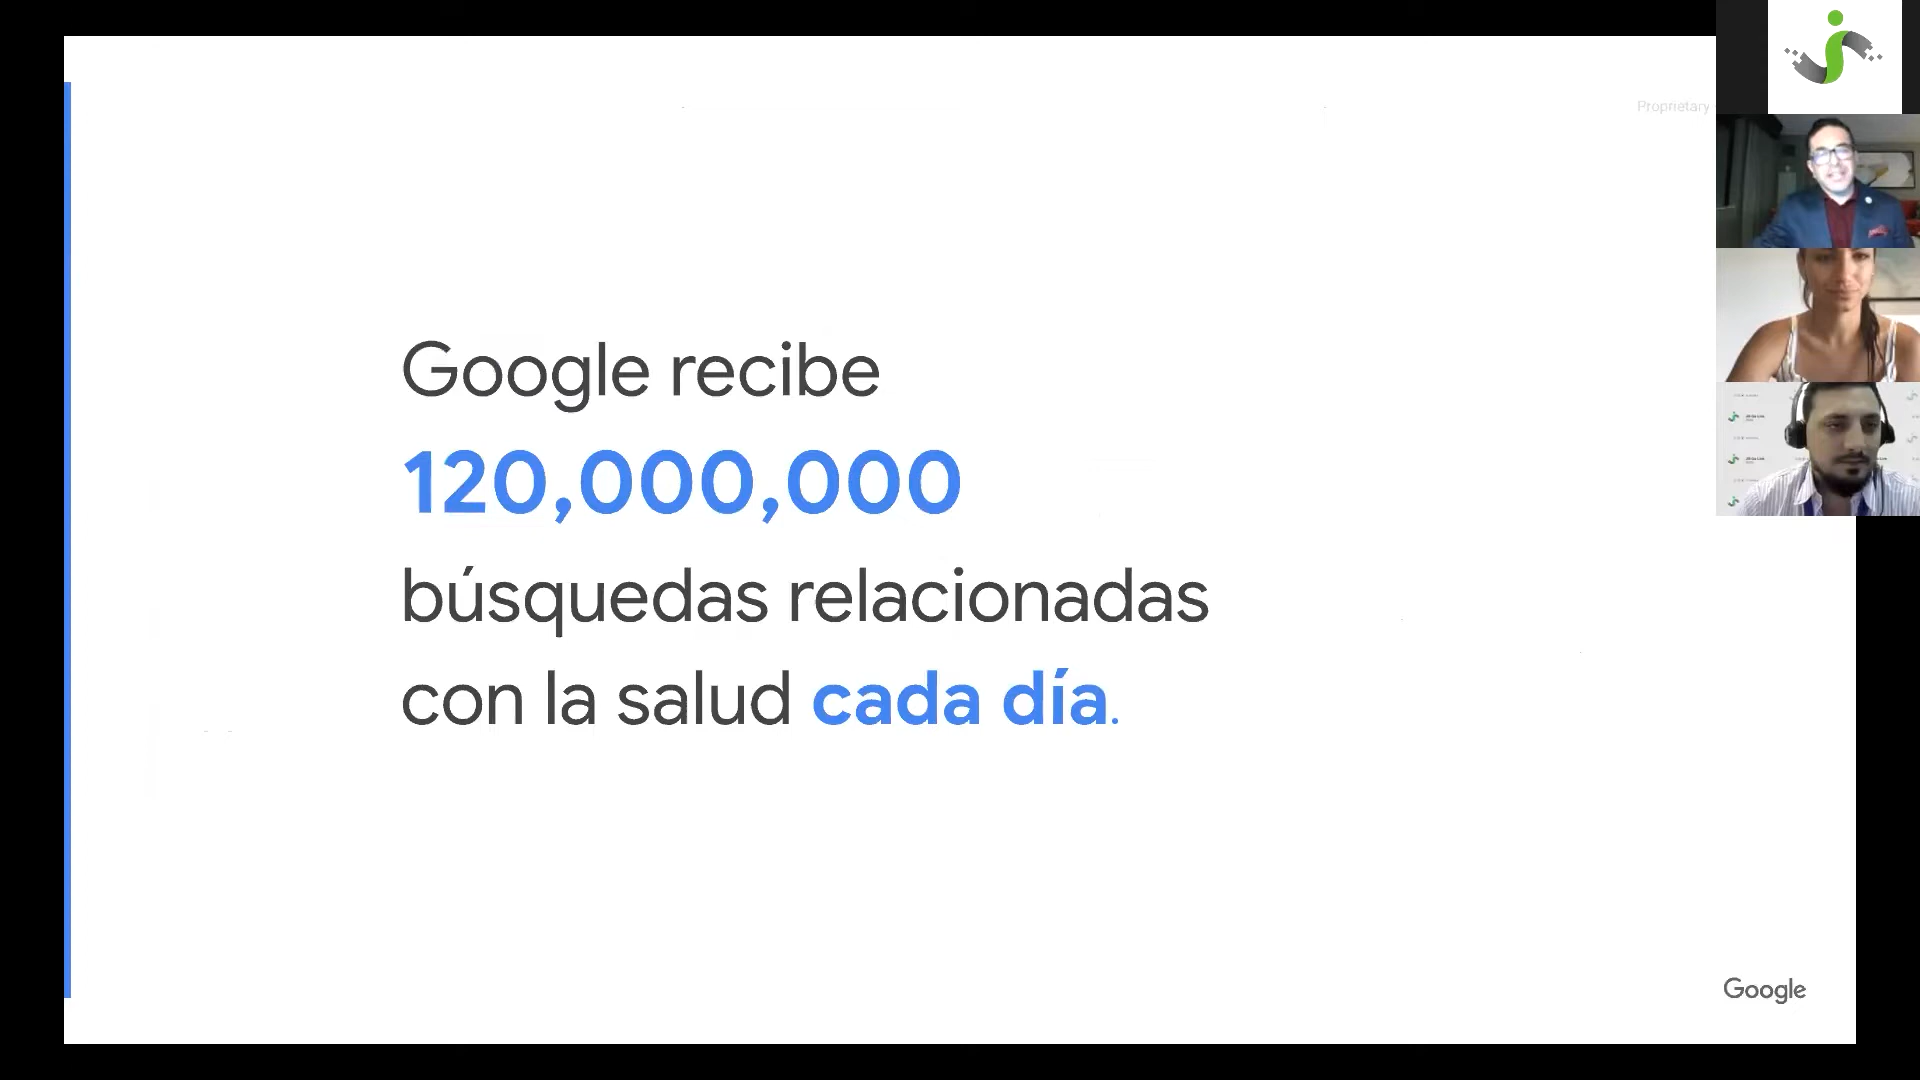 Proprietary
Google recibe
120,000,000
búsquedas relacionadas
con la salud cada día.
Google